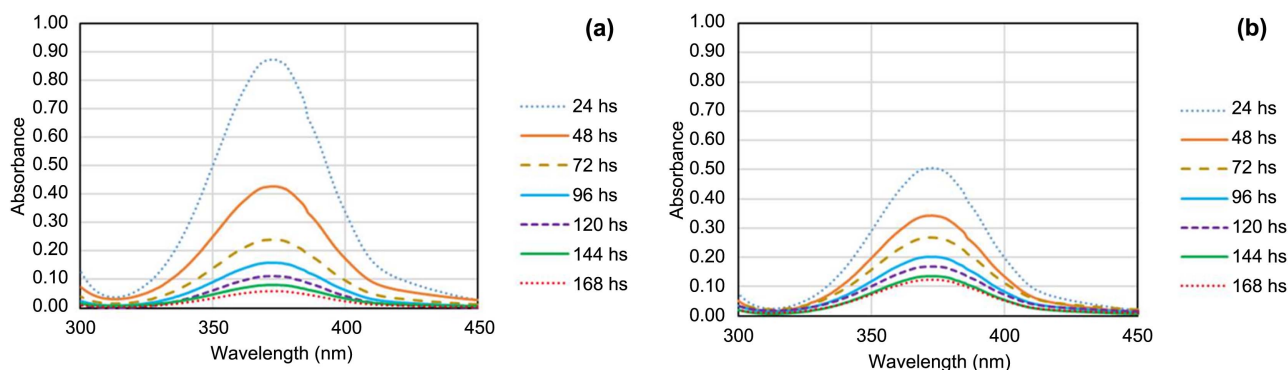 (a)
Absorbance
1.00
0.90
0.80
0.70
0.60
0.50
0.40
0.30
0.20
0.10
0.00
300
350
400
450
Wavelength (nm)
24 hs
48 hs
72 hs
96 hs
120 hs
144 hs
168 hs
(b)
Absorbance
1.00
0.90
0.80
0.70
0.60
0.50
0.40
0.30
0.20
0.10
0.00
300
350
400
450
Wavelength (nm)
24 hs
48 hs
72 hs
96 hs
120 hs
144 hs
168 hs